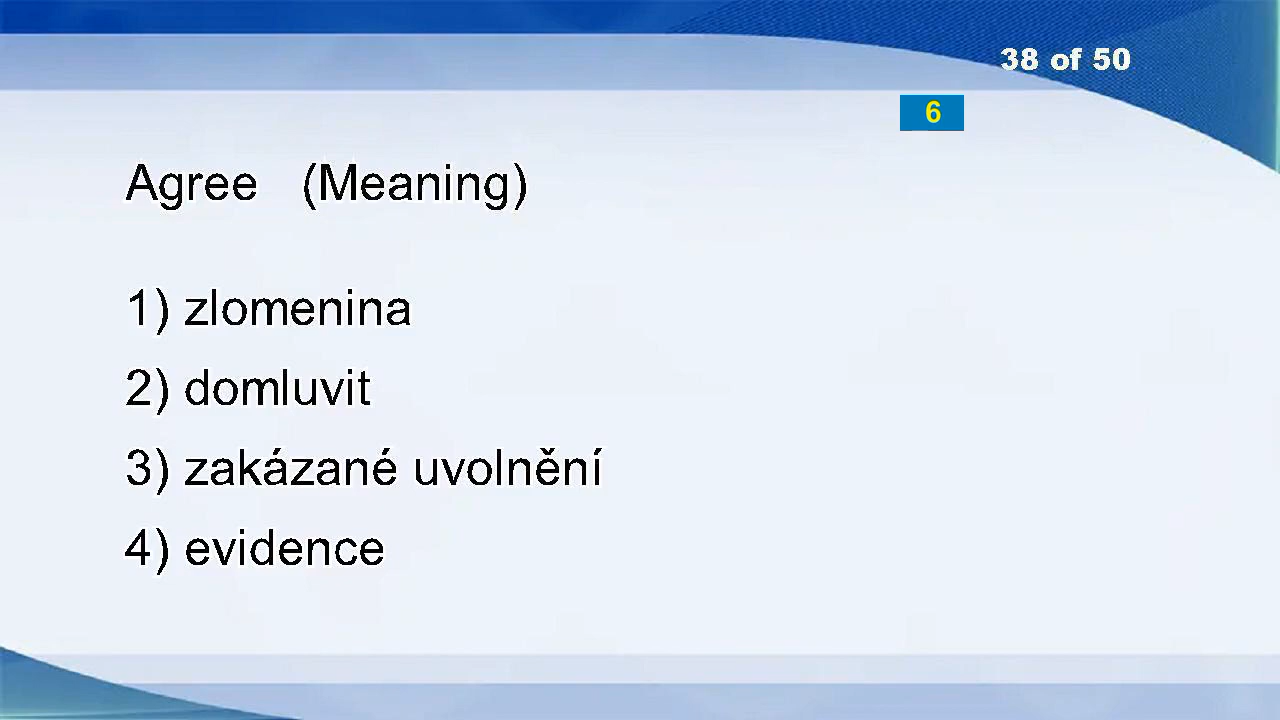 38 of 50
6
Agree (Meaning)
1) zlomenina
2) domluvit
3) zakázané uvolnění
4) evidence